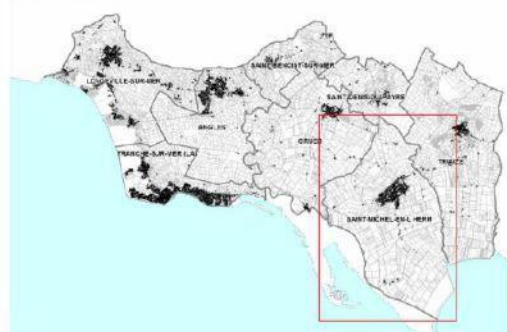 SAINT-BENOIST-SUR-MER
LONGEVILLE-SUR-MER
SAINT-DENIS-DU-PAYRE
ANGLES
GRUES
TRANCHE-SUR-MER (LA)
TRIAIZE
SAINT-MICHEL-EN-L HERM